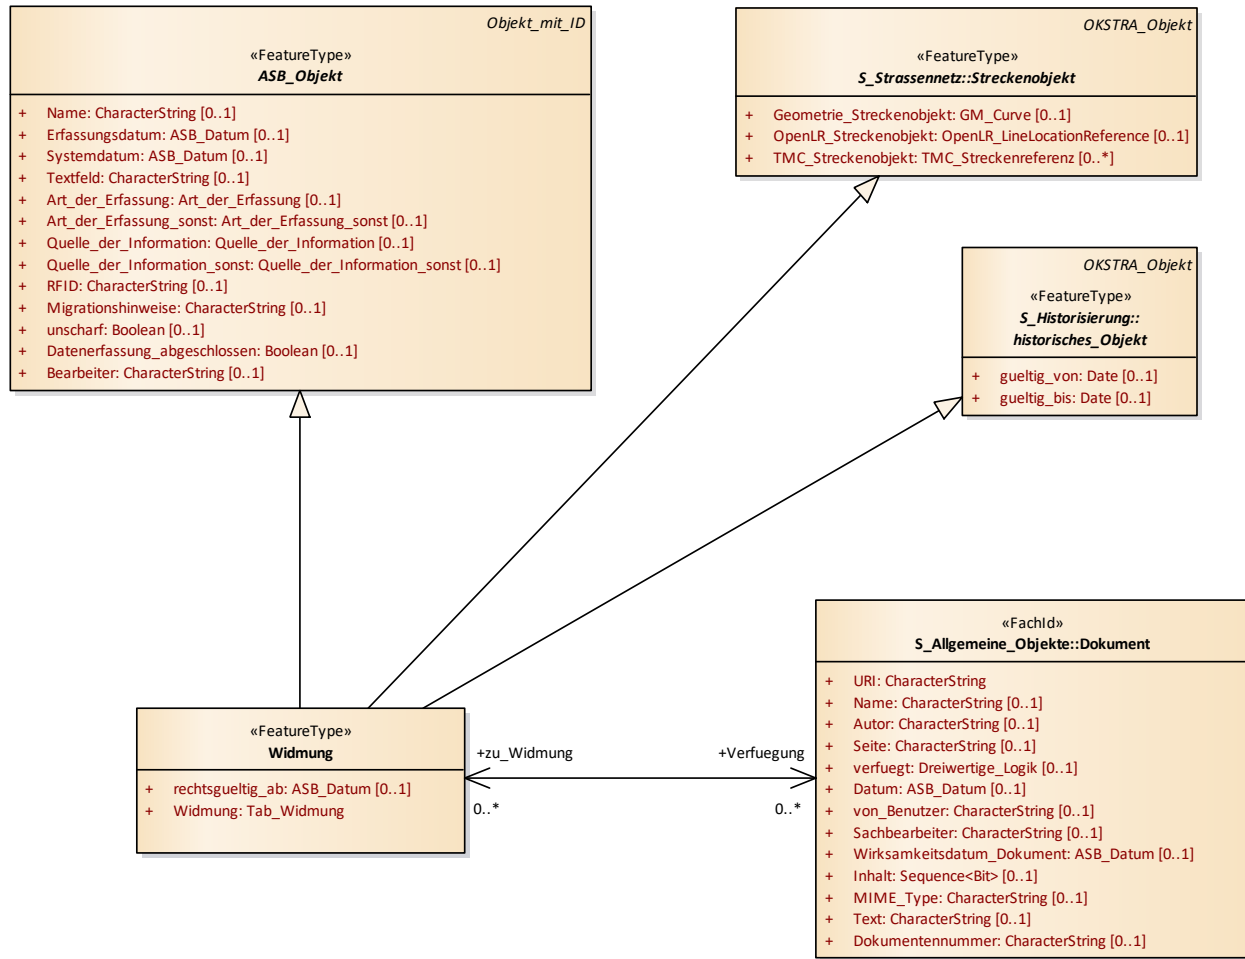 Objekt_mit_ID
«FeatureType»
ASB_Objekt
+ Name: CharacterString [0..1]
+ Erfassungsdatum: ASB_Datum [0..1]
+ Systemdatum: ASB_Datum [0..1]
+ Textfeld: CharacterString [0..1]
+ Art_der_Erfassung: Art_der_Erfassung [0..1]
+ Art_der_Erfassung_sonst: Art_der_Erfassung_sonst [0..1]
+ Quelle_der_Information: Quelle_der_Information [0..1]
+ Quelle_der_Information_sonst: Quelle_der_Information_sonst [0..1]
+ RFID: CharacterString [0..1]
+ Migrationshinweise: CharacterString [0..1]
+ unscharf: Boolean [0..1]
+ Datenerfassung_abgeschlossen: Boolean [0..1]
+ Bearbeiter: CharacterString [0..1]
OKSTRA_Objekt
«FeatureType»
S_Strassennetz::Streckenobjekt
+ Geometrie_Streckenobjekt: GM_Curve [0..1]
+ OpenLR_Streckenobjekt: OpenLR_LineLocationReference [0..1]
+ TMC_Streckenobjekt: TMC_Streckenreferenz [0..*]
OKSTRA_Objekt
«FeatureType»
S_Historisierung::
historisches_Objekt
+ gueltig_von: Date [0..1]
+ gueltig_bis: Date [0..1]
«FeatureType»
Widmung
+ rechtsgueltig_ab: ASB_Datum [0..1]
+ Widmung: Tab_Widmung
+zu_Widmung
0..*
+Verfuegung
0..*
«FachId»
S_Allgemeine_Objekte::Dokument
+ URI: CharacterString
+ Name: CharacterString [0..1]
+ Autor: CharacterString [0..1]
+ Seite: CharacterString [0..1]
+ verfuegt: Dreiwertige_Logik [0..1]
+ Datum: ASB_Datum [0..1]
+ von_Benutzer: CharacterString [0..1]
+ Sachbearbeiter: CharacterString [0..1]
+ Wirksamkeitsdatum_Dokument: ASB_Datum [0..1]
+ Inhalt: Sequence<Bit> [0..1]
+ MIME_Type: CharacterString [0..1]
+ Text: CharacterString [0..1]
+ Dokumentennummer: CharacterString [0..1]